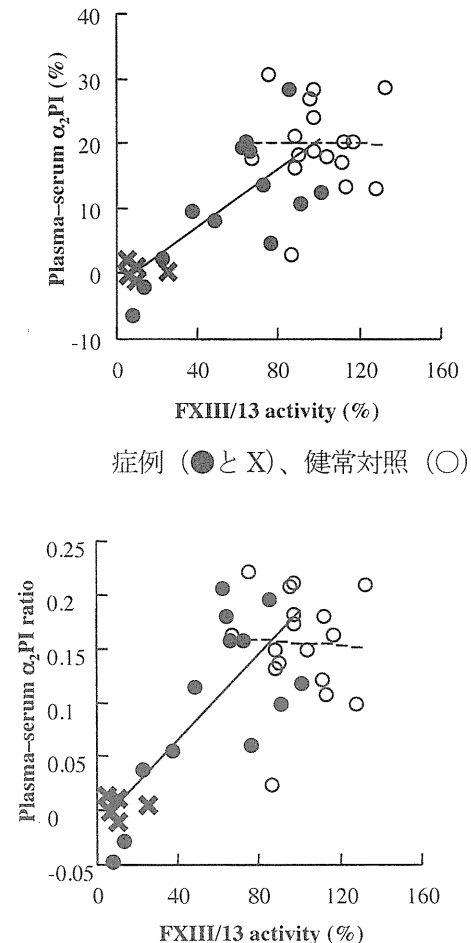 40
30
20
10
0
-10
Plasma–serum α₂PI (%)
0 40 80 120 160
FXIII/13 activity (%)
症例（●と X）、健常対照（○）
0.25
0.2
0.15
0.1
0.05
0
-0.05
Plasma–serum α₂PI ratio
0 40 80 120 160
FXIII/13 activity (%)